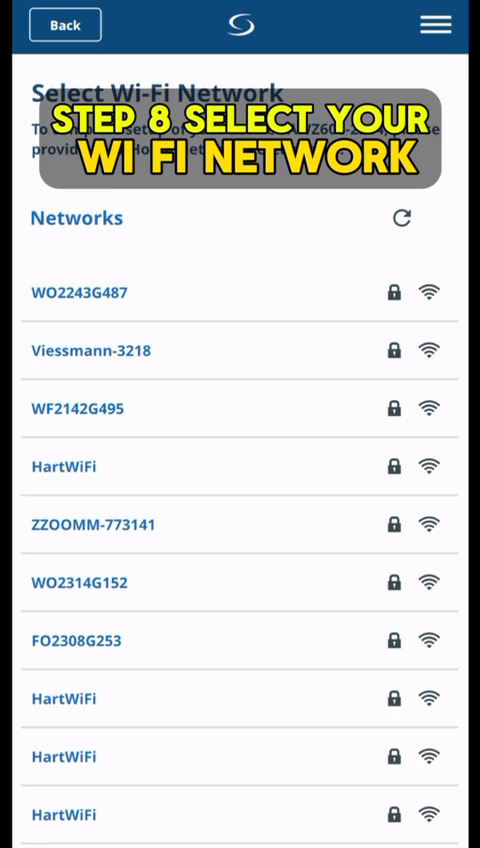 Back
Select Wi-Fi Network
STEP 8 SELECT YOUR
WI FI NETWORK
Networks
WO2243G487
Viessmann-3218
WF2142G495
HartWiFi
ZZOOMM-773141
WO2314G152
FO2308G253
HartWiFi
HartWiFi
HartWiFi